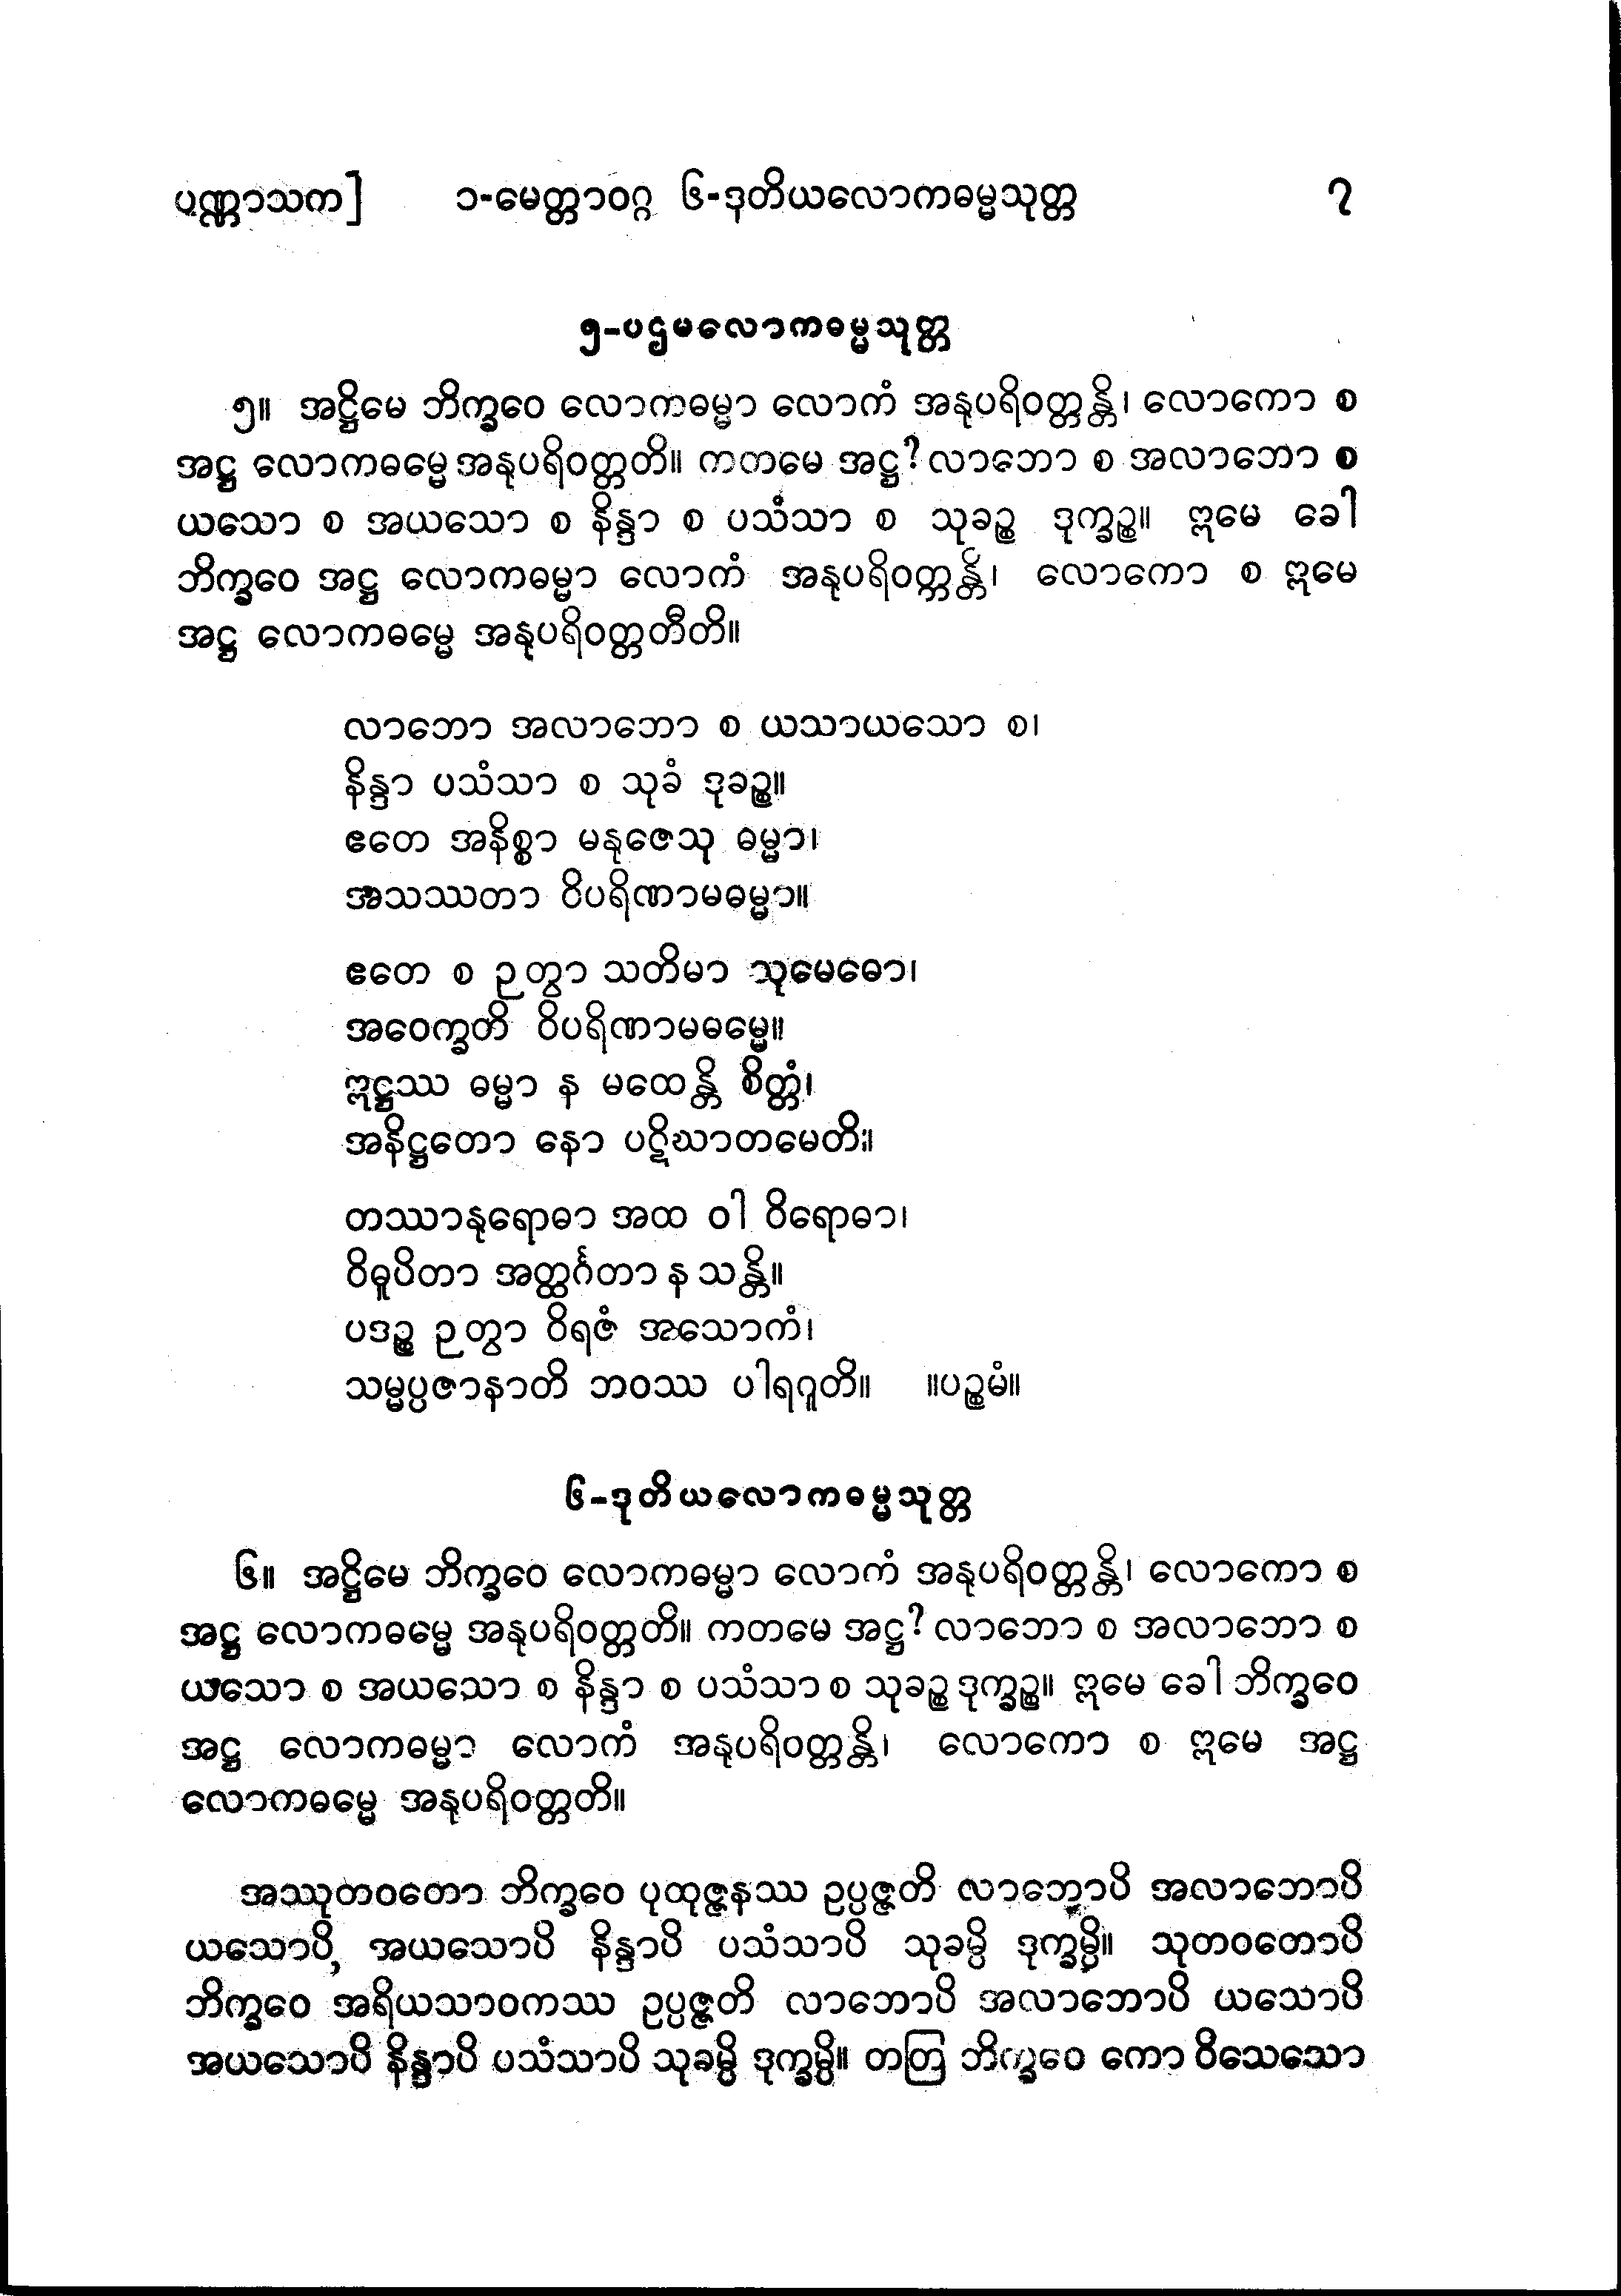 ပဏ္ဏာသက] ၁-မေတ္တာဝဂ္ဂ ၆-ဒုတိယလောကဓမ္မသုတ္တ ၇
၅-ပဌမလောကဓမ္မသုတ္တ
၅။ အဋ္ဌိမေ ဘိက္ခဝေ လောကဓမ္မာ လောကံ အနုပရိဝတ္တန္တိ၊ လောကော စ
အဋ္ဌ လောကဓမ္မေ အနုပရိဝတ္တတိ။ ကတမေ အဋ္ဌ? လာဘော စ အလာဘော စ
ယသော စ အယသော စ နိန္ဒာ စ ပသံသာ စ သုခဉ္စ ဒုက္ခဉ္စ။ ဣမေ ခေါ
ဘိက္ခဝေ အဋ္ဌ လောကဓမ္မာ လောကံ အနုပရိဝတ္တန္တိ၊ လောကော စ ဣမေ
အဋ္ဌ လောကဓမ္မေ အနုပရိဝတ္တတီတိ။
လာဘော အလာဘော စ ယသာယသော စ၊
နိန္ဒာ ပသံသာ စ သုခံ ဒုခဉ္စ။
ဧတေ အနိစ္စာ မနုဇေသု ဓမ္မာ၊
အသဿတာ ဝိပရိဏာမဓမ္မာ။
ဧတေ စ ဉတွာ သတိမာ သုမေဓော၊
အဝေက္ခတိ ဝိပရိဏာမဓမ္မေ။
ဣဋ္ဌဿ ဓမ္မာ န မထေန္တိ စိတ္တံ၊
အနိဋ္ဌတော နော ပဋိဃာတမေတိ။
တဿာနုရောဓာ အထ ဝါ ဝိရောဓာ၊
ဝိဓူပိတာ အတ္ထင်္ဂတာ န သန္တိ။
ပဒဉ္စ ဉတွာ ဝိရဇံ အသောကံ၊
သမ္မပ္ပဇာနာတိ ဘဝဿ ပါရဂူတိ။ ။ပဉ္စမံ။
၆-ဒုတိယလောကဓမ္မသုတ္တ
၆။ အဋ္ဌိမေ ဘိက္ခဝေ လောကဓမ္မာ လောကံ အနုပရိဝတ္တန္တိ၊ လောကော စ
အဋ္ဌ လောကဓမ္မေ အနုပရိဝတ္တတိ။ ကတမေ အဋ္ဌ? လာဘော စ အလာဘော စ
ယသော စ အယသော စ နိန္ဒာ စ ပသံသာ စ သုခဉ္စ ဒုက္ခဉ္စ။ ဣမေ ခေါ ဘိက္ခဝေ
အဋ္ဌ လောကဓမ္မာ လောကံ အနုပရိဝတ္တန္တိ၊ လောကော စ ဣမေ အဋ္ဌ
လောကဓမ္မေ အနုပရိဝတ္တတိ။
အဿုတဝတော ဘိက္ခဝေ ပုထုဇ္ဇနဿ ဥပ္ပဇ္ဇတိ လာဘောပိ အလာဘောပိ
ယသောပိ, အယသောပိ နိန္ဒာပိ ပသံသာပိ သုခမ္ပိ ဒုက္ခမ္ပိ။ သုတဝတောပိ
ဘိက္ခဝေ အရိယသာဝကဿ ဥပ္ပဇ္ဇတိ လာဘောပိ အလာဘောပိ ယသောပိ
အယသောပိ နိန္ဒာပိ ပသံသာပိ သုခမ္ပိ ဒုက္ခမ္ပိ။ တတြ ဘိက္ခဝေ ကော ဝိသေသော